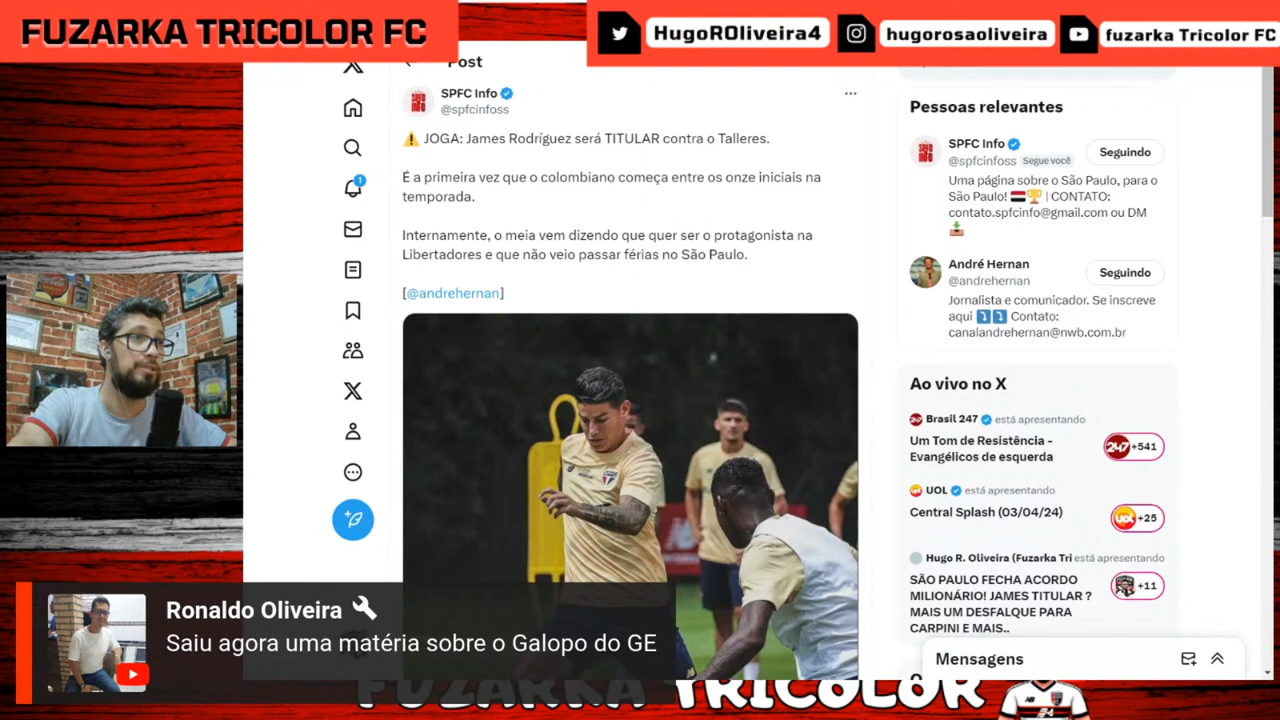 FUZARKA TRICOLOR FC
HugoROliveira4
hugorosaoliveira
fuzarka Tricolor FC
Post
SPFC Info
@spfcinfoss
⚠️ JOGA: James Rodríguez será TITULAR contra o Talleres.
É a primeira vez que o colombiano começa entre os onze iniciais na
temporada.
Internamente, o meia vem dizendo que quer ser o protagonista na
Libertadores e que não veio passar férias no São Paulo.
[@andrehernan]
Pessoas relevantes
SPFC Info
Seguindo
@spfcinfoss Segue você
Uma página sobre o São Paulo, para o
São Paulo! 🇾🇪🏆 | CONTATO:
contato.spfcinfo@gmail.com ou DM
📥
André Hernan
Seguindo
@andrehernan
Jornalista e comunicador. Se inscreve
aqui ⤵️⤵️ Contato:
canalandrehernan@nwb.com.br
Ao vivo no X
Brasil 247 está apresentando
Um Tom de Resistência -
Evangélicos de esquerda
247 +541
UOL está apresentando
Central Splash (03/04/24)
UOL +25
Hugo R. Oliveira (Fuzarka Tri está apresentando
SÃO PAULO FECHA ACORDO
MILIONÁRIO! JAMES TITULAR ?
MAIS UM DESFALQUE PARA
CARPINI E MAIS..
+11
Mensagens
1
Ronaldo Oliveira
Saiu agora uma matéria sobre o Galopo do GE
FUZARKA TRICOLOR